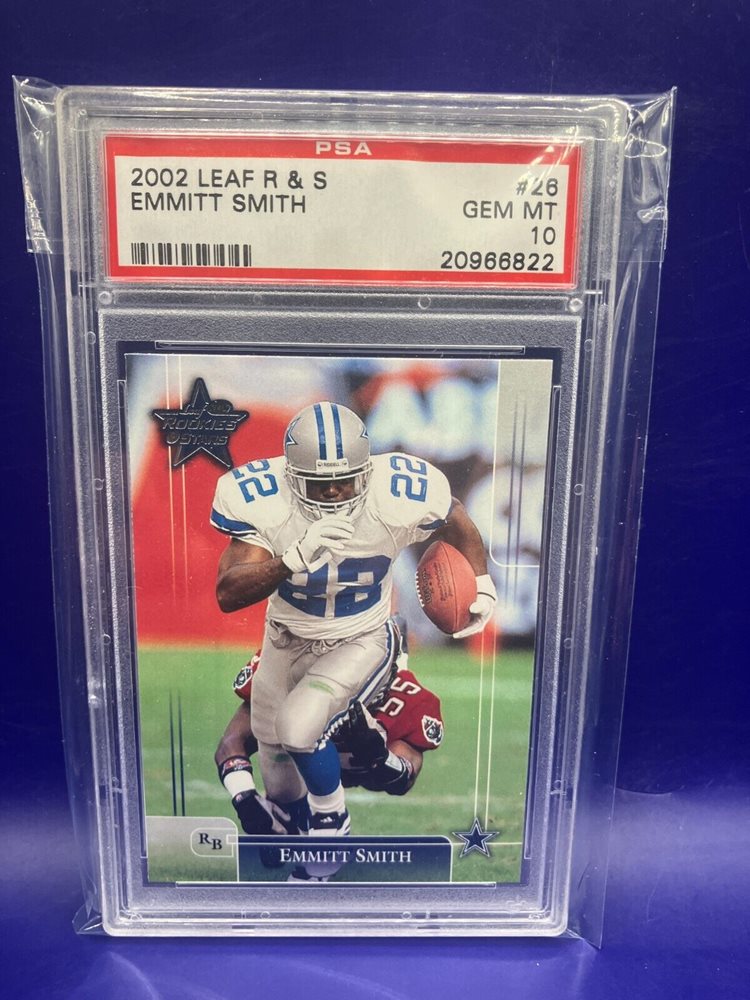 PSA
2002 LEAF R & S #26
EMMITT SMITH GEM MT
10
20966822
ROOKIES
& STARS
22
22
RIDDELL
22
55
RB
EMMITT SMITH